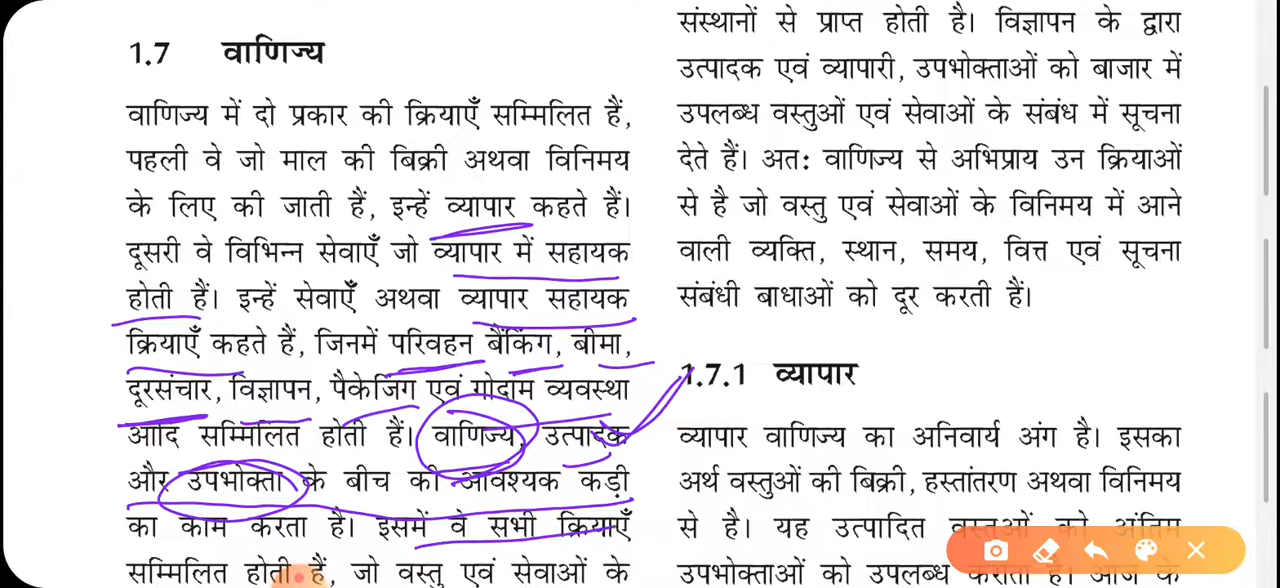 1.7 वाणिज्य
वाणिज्य में दो प्रकार की क्रियाएँ सम्मिलित हैं,
पहली वे जो माल की बिक्री अथवा विनिमय
के लिए की जाती हैं, इन्हें व्यापार कहते हैं।
दूसरी वे विभिन्न सेवाएँ जो व्यापार में सहायक
होती हैं। इन्हें सेवाएँ अथवा व्यापार सहायक
क्रियाएँ कहते हैं, जिनमें परिवहन बैंकिंग, बीमा,
दूरसंचार, विज्ञापन, पैकेजिंग एवं गोदाम व्यवस्था
आदि सम्मिलित होती हैं। वाणिज्य, उत्पादक
और उपभोक्ता के बीच की आवश्यक कड़ी
का काम करता है। इसमें वे सभी क्रियाएँ
सम्मिलित होती हैं, जो वस्तु एवं सेवाओं के
संस्थानों से प्राप्त होती है। विज्ञापन के द्वारा
उत्पादक एवं व्यापारी, उपभोक्ताओं को बाजार में
उपलब्ध वस्तुओं एवं सेवाओं के संबंध में सूचना
देते हैं। अतः वाणिज्य से अभिप्राय उन क्रियाओं
से है जो वस्तु एवं सेवाओं के विनिमय में आने
वाली व्यक्ति, स्थान, समय, वित्त एवं सूचना
संबंधी बाधाओं को दूर करती हैं।
1.7.1 व्यापार
व्यापार वाणिज्य का अनिवार्य अंग है। इसका
अर्थ वस्तुओं की बिक्री, हस्तांतरण अथवा विनिमय
से है। यह उत्पादित वस्तुओं को अंतिम
उपभोक्ताओं को उपलब्ध कराता है। आज के